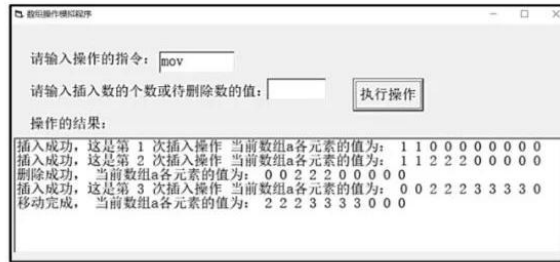 数组操作模拟程序
请输入操作的指令： mov
请输入插入数的个数或待删除数的值：
执行操作
操作的结果：
插入成功，这是第 1 次插入操作 当前数组a各元素的值为： 1 1 0 0 0 0 0 0 0 0
插入成功，这是第 2 次插入操作 当前数组a各元素的值为： 1 1 2 2 2 0 0 0 0 0
删除成功， 当前数组a各元素的值为： 0 0 2 2 2 0 0 0 0 0
插入成功，这是第 3 次插入操作 当前数组a各元素的值为： 0 0 2 2 2 3 3 3 3 0
移动完成， 当前数组a各元素的值为： 2 2 2 3 3 3 3 0 0 0